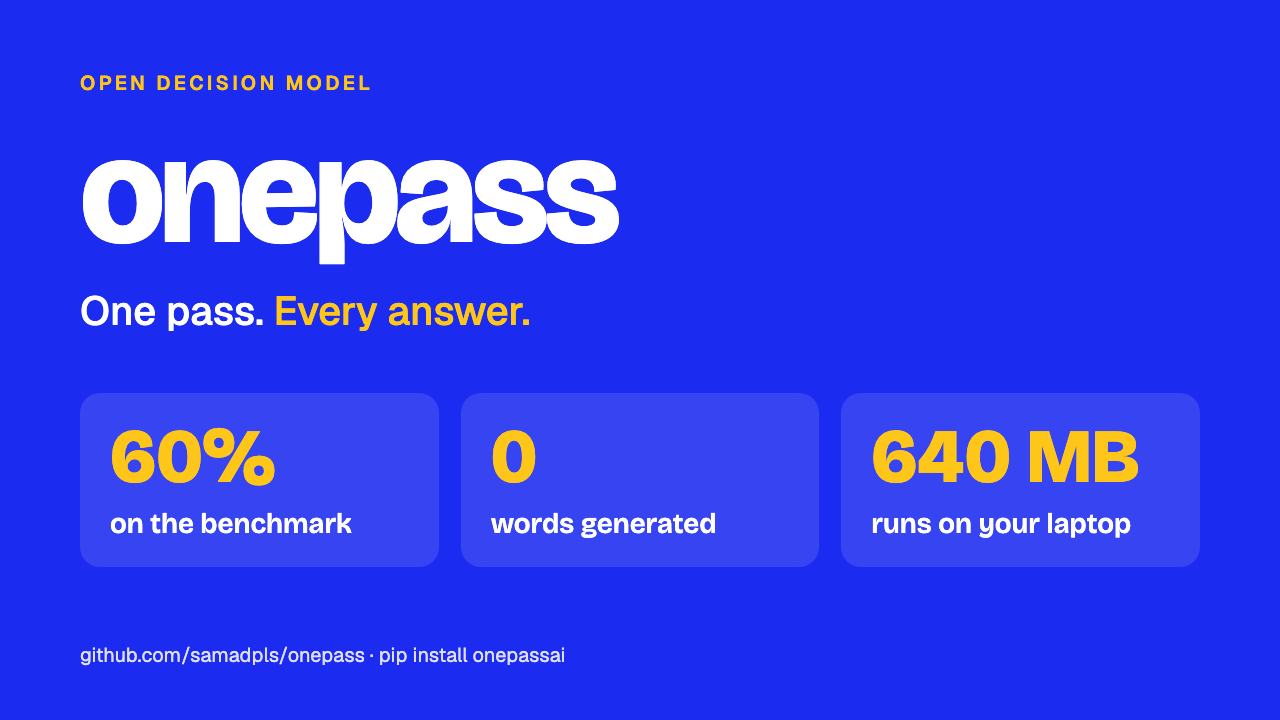 OPEN DECISION MODEL
onepass
One pass. Every answer.
60%
on the benchmark
0
words generated
640 MB
runs on your laptop
github.com/samadpls/onepass · pip install onepassai